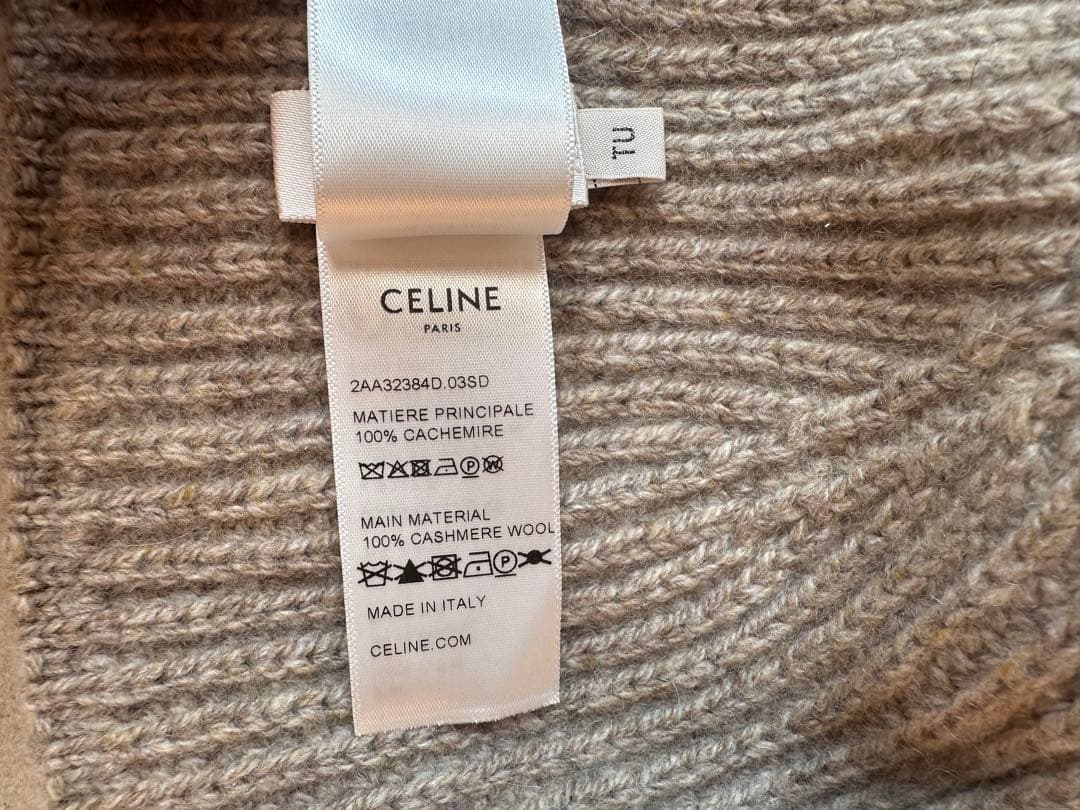 TU
CELINE
PARIS
2AA32384D.03SD
MATIERE PRINCIPALE
100% CACHEMIRE
P W
MAIN MATERIAL
100% CASHMERE WOOL
P
MADE IN ITALY
CELINE.COM